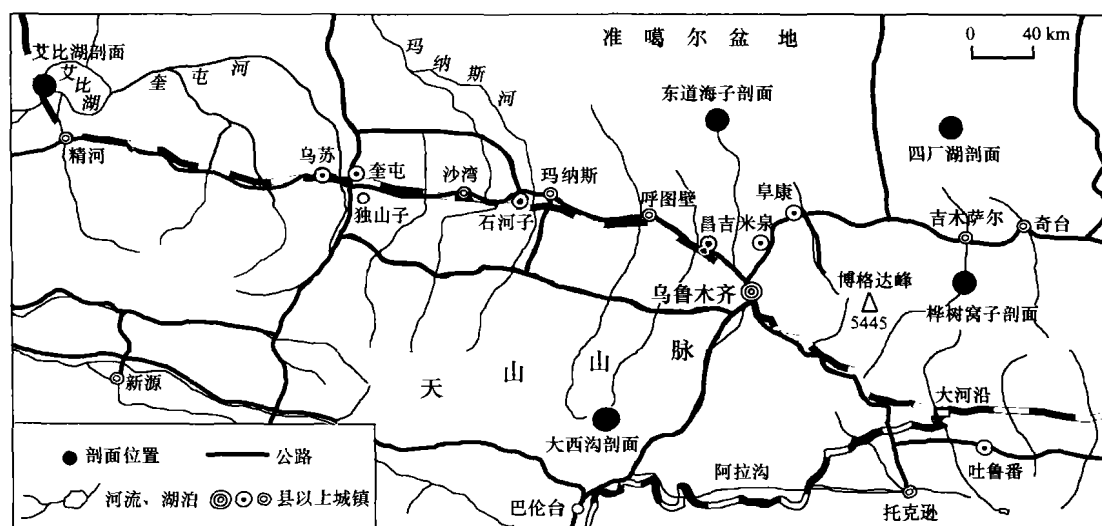 准噶尔盆地
0 40 km
艾比湖剖面
艾比湖
奎屯河
玛纳斯河
东道海子剖面
四厂湖剖面
精河
乌苏
奎屯
独山子
沙湾
石河子
玛纳斯
呼图壁
昌吉
米泉
阜康
吉木萨尔
奇台
乌鲁木齐
博格达峰
5445
桦树窝子剖面
新源
天山山脉
大西沟剖面
大河沿
阿拉沟
吐鲁番
托克逊
巴伦台
剖面位置
公路
河流、湖泊
县以上城镇